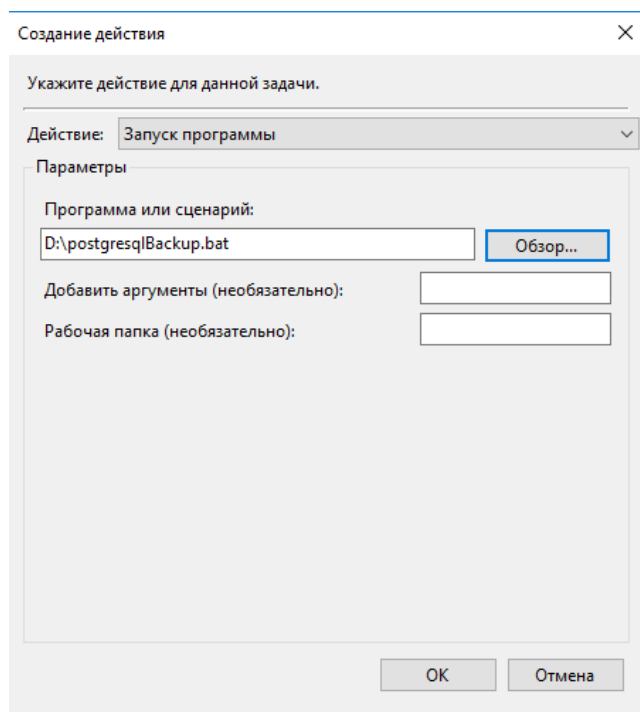 Создание действия
Укажите действие для данной задачи.
Действие: Запуск программы
Параметры
Программа или сценарий:
D:\postgresqlBackup.bat Обзор...
Добавить аргументы (необязательно):
Рабочая папка (необязательно):
OK Отмена